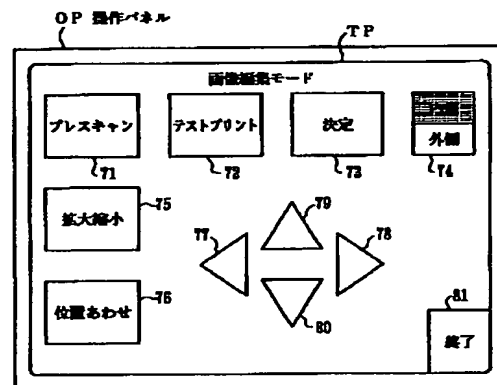 OP 操作パネル
TP
画像編集モード
プレスキャン
テストプリント
決定
外側
71
72
73
74
拡大縮小
75
79
77
78
位置あわせ
76
80
81
終了